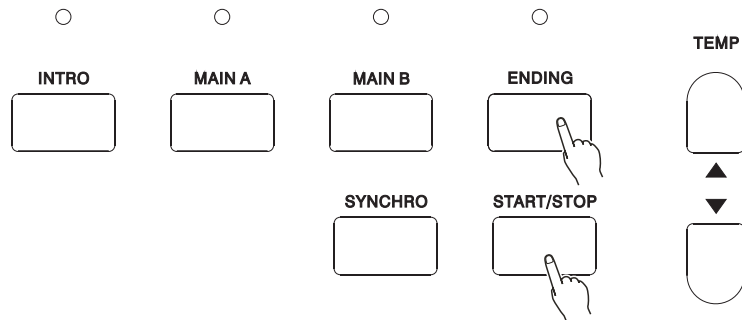 TEMP
INTRO MAIN A MAIN B ENDING
SYNCHRO START/STOP